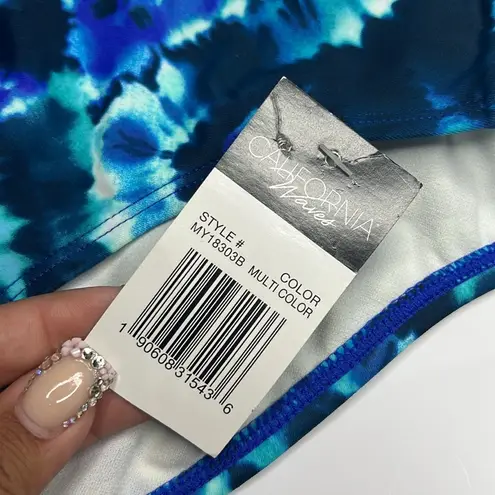 CALIFORNIA
Waves
STYLE # COLOR
MY18303B MULTI COLOR
1 90608 31543 6